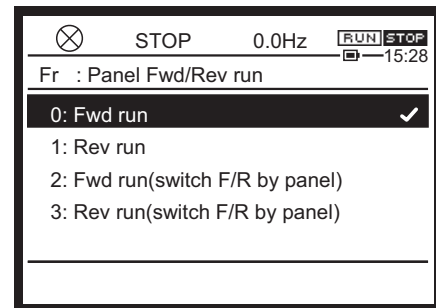 STOP 0.0Hz RUN STOP
15:28
Fr : Panel Fwd/Rev run
0: Fwd run
1: Rev run
2: Fwd run(switch F/R by panel)
3: Rev run(switch F/R by panel)